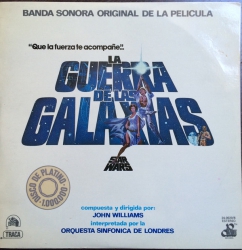 BANDA SONORA ORIGINAL DE LA PELICULA
"Que la fuerza te acompañe".
LA
GUERRA
DE LAS
GALAXIAS
STAR
WARS
DISCO DE PLATINO
compuesta y dirigida por:
JOHN WILLIAMS
interpretada por la
ORQUESTA SINFONICA DE LONDRES
TRACA